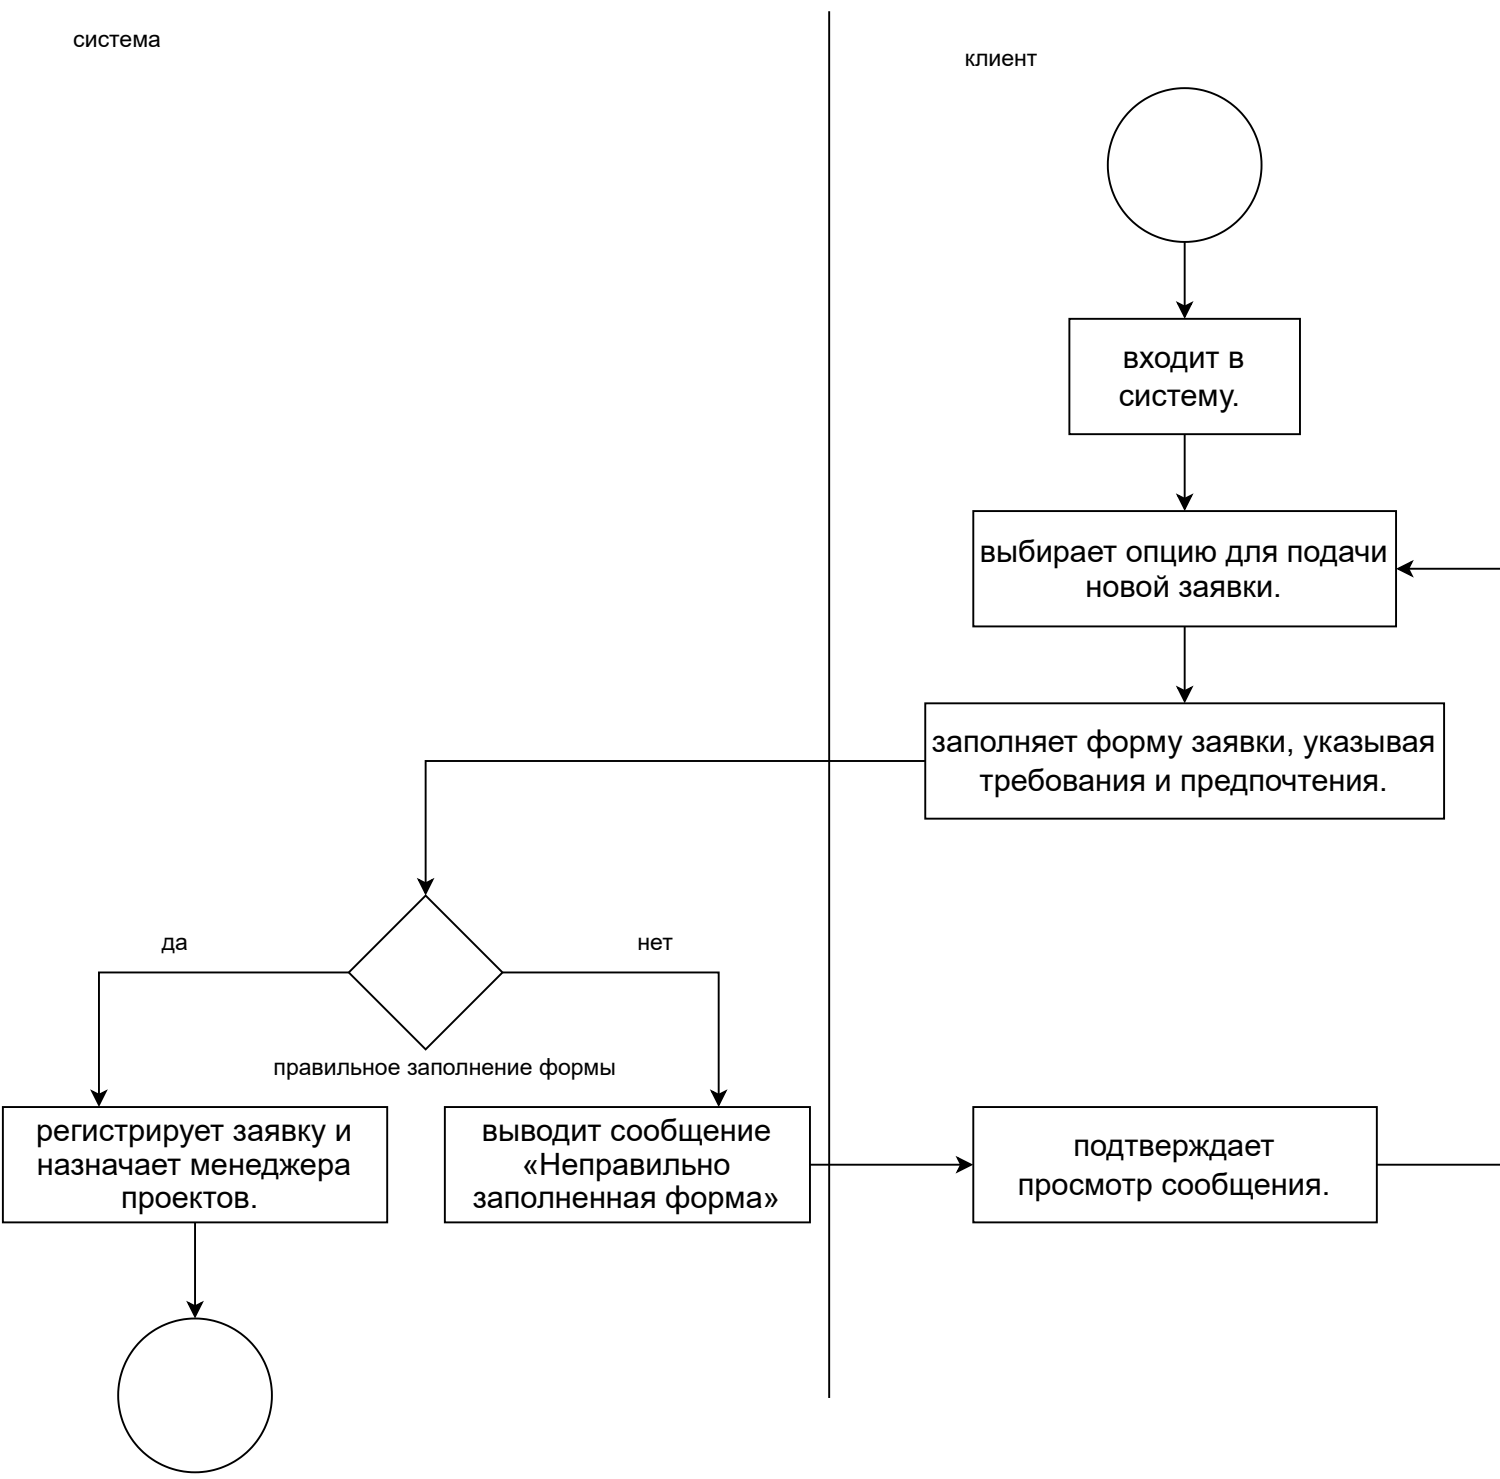 система
клиент
входит в
систему.
выбирает опцию для подачи
новой заявки.
заполняет форму заявки, указывая
требования и предпочтения.
да
нет
правильное заполнение формы
регистрирует заявку и
назначает менеджера
проектов.
выводит сообщение
«Неправильно
заполненная форма»
подтверждает
просмотр сообщения.